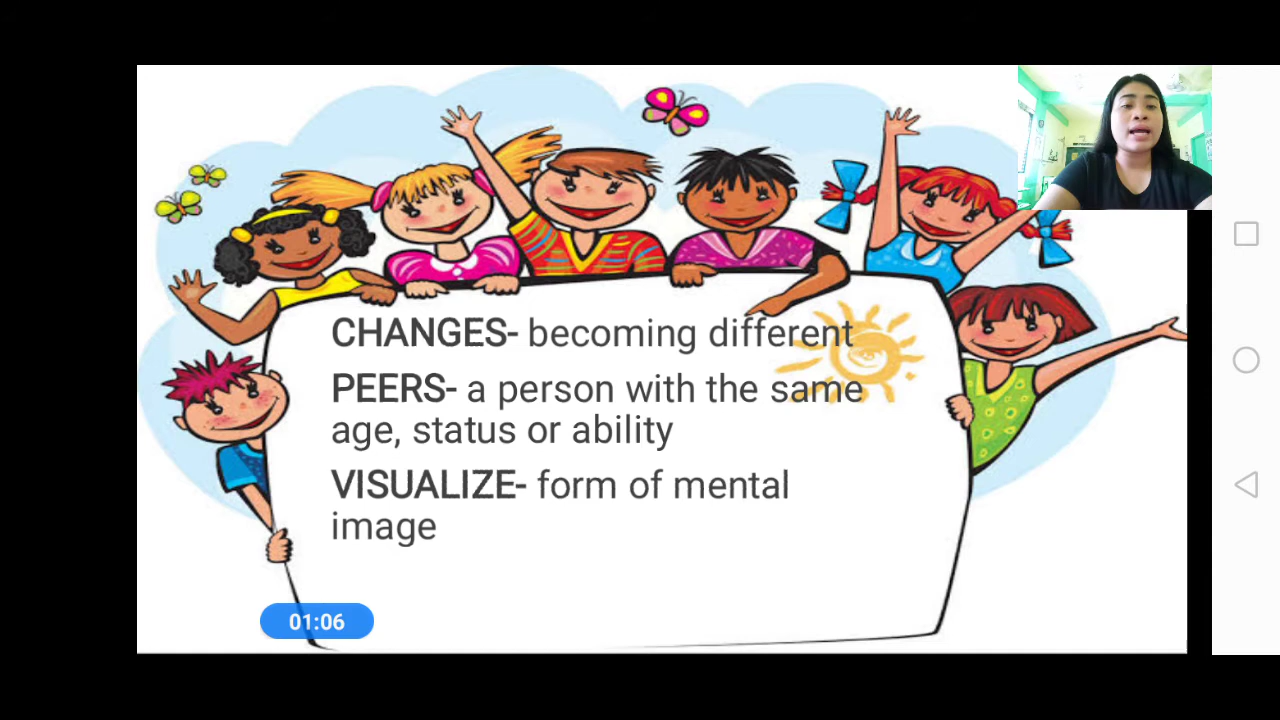 CHANGES- becoming different
PEERS- a person with the same
age, status or ability
VISUALIZE- form of mental
image
01:06